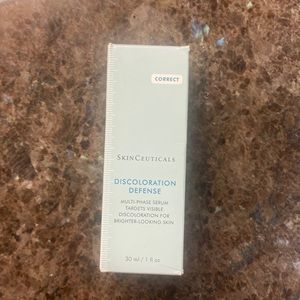 CORRECT
SKINCEUTICALS
DISCOLORATION
DEFENSE
MULTI-PHASE SERUM
TARGETS VISIBLE
DISCOLORATION FOR
BRIGHTER-LOOKING SKIN
30 ml / 1 fl oz